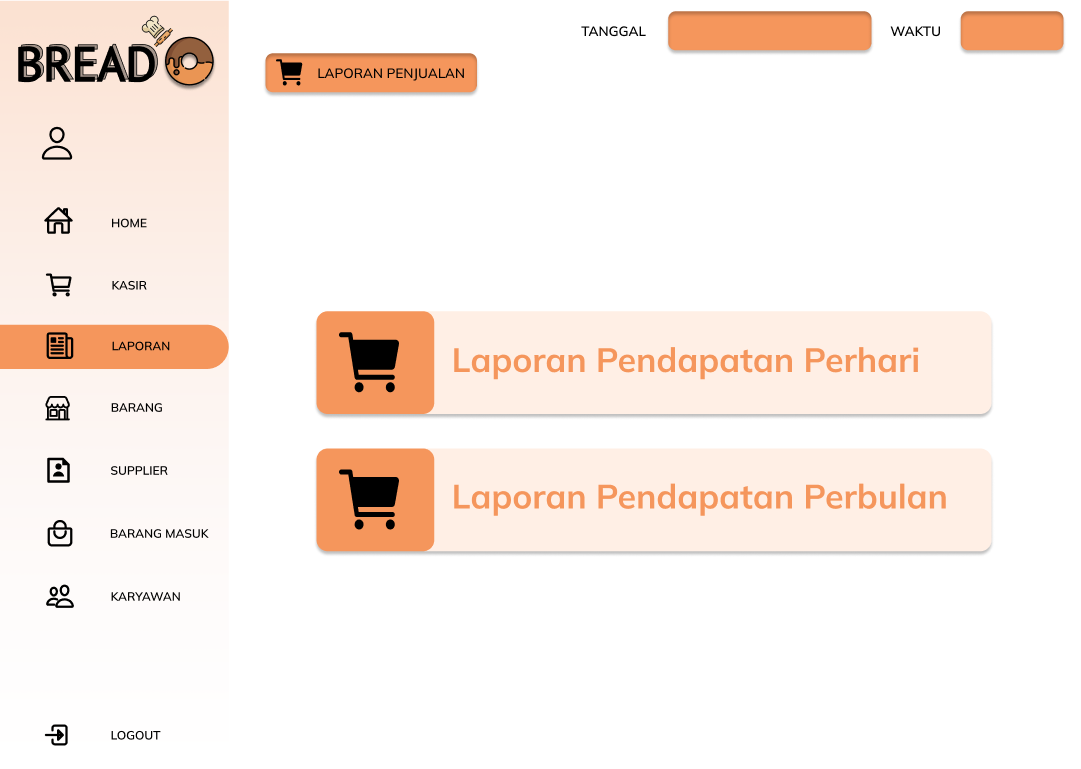 BREADO
TANGGAL
WAKTU
LAPORAN PENJUALAN
HOME
KASIR
LAPORAN
BARANG
SUPPLIER
BARANG MASUK
KARYAWAN
LOGOUT
Laporan Pendapatan Perhari
Laporan Pendapatan Perbulan